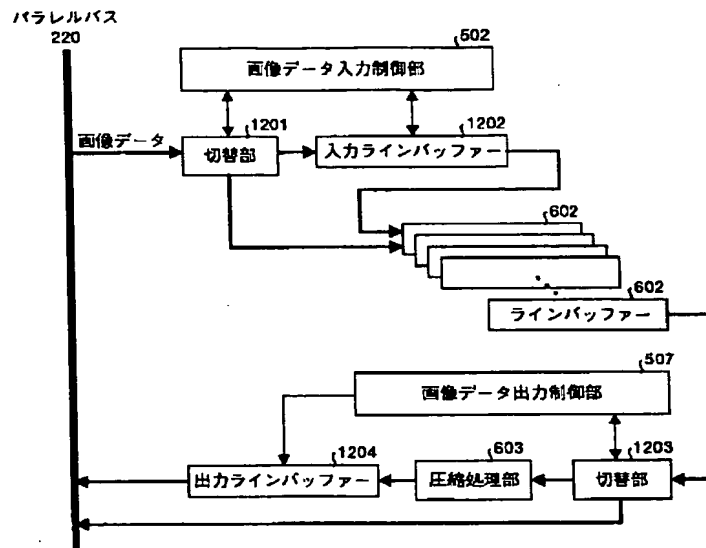 パラレルバス
220
502
画像データ入力制御部
画像データ
1201
切替部
1202
入力ラインバッファー
602
602
ラインバッファー
507
画像データ出力制御部
1204
出力ラインバッファー
603
圧縮処理部
1203
切替部